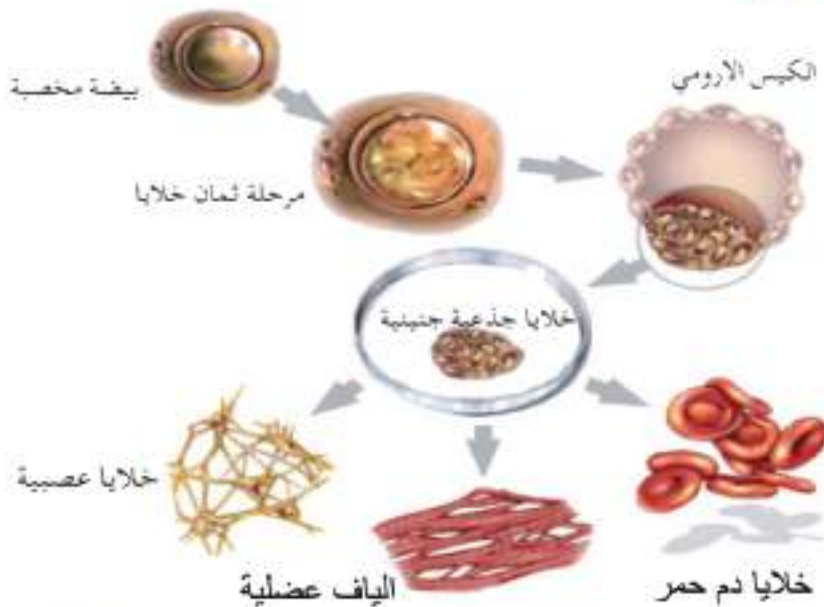 بيضة مخصبة
مرحلة ثمان خلايا
الكيس الارومي
خلايا جذعية جنينية
خلايا عصبية
الياف عضلية
خلايا دم حمر